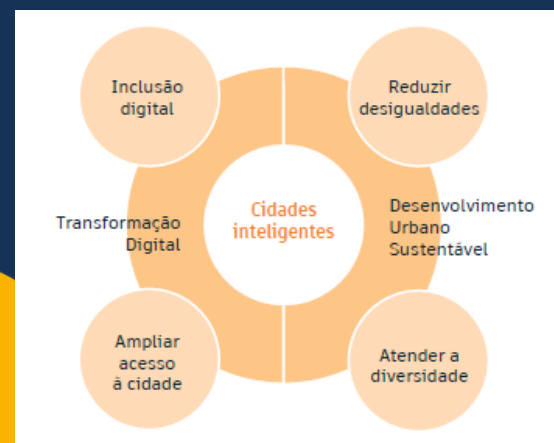 Inclusão
digital
Reduzir
desigualdades
Cidades
inteligentes
Transformação
Digital
Desenvolvimento
Urbano
Sustentável
Ampliar
acesso
à cidade
Atender a
diversidade